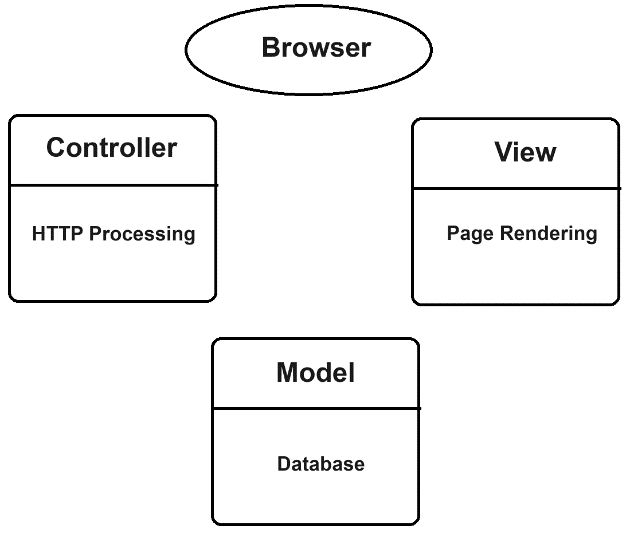 Browser
Controller
HTTP Processing
View
Page Rendering
Model
Database